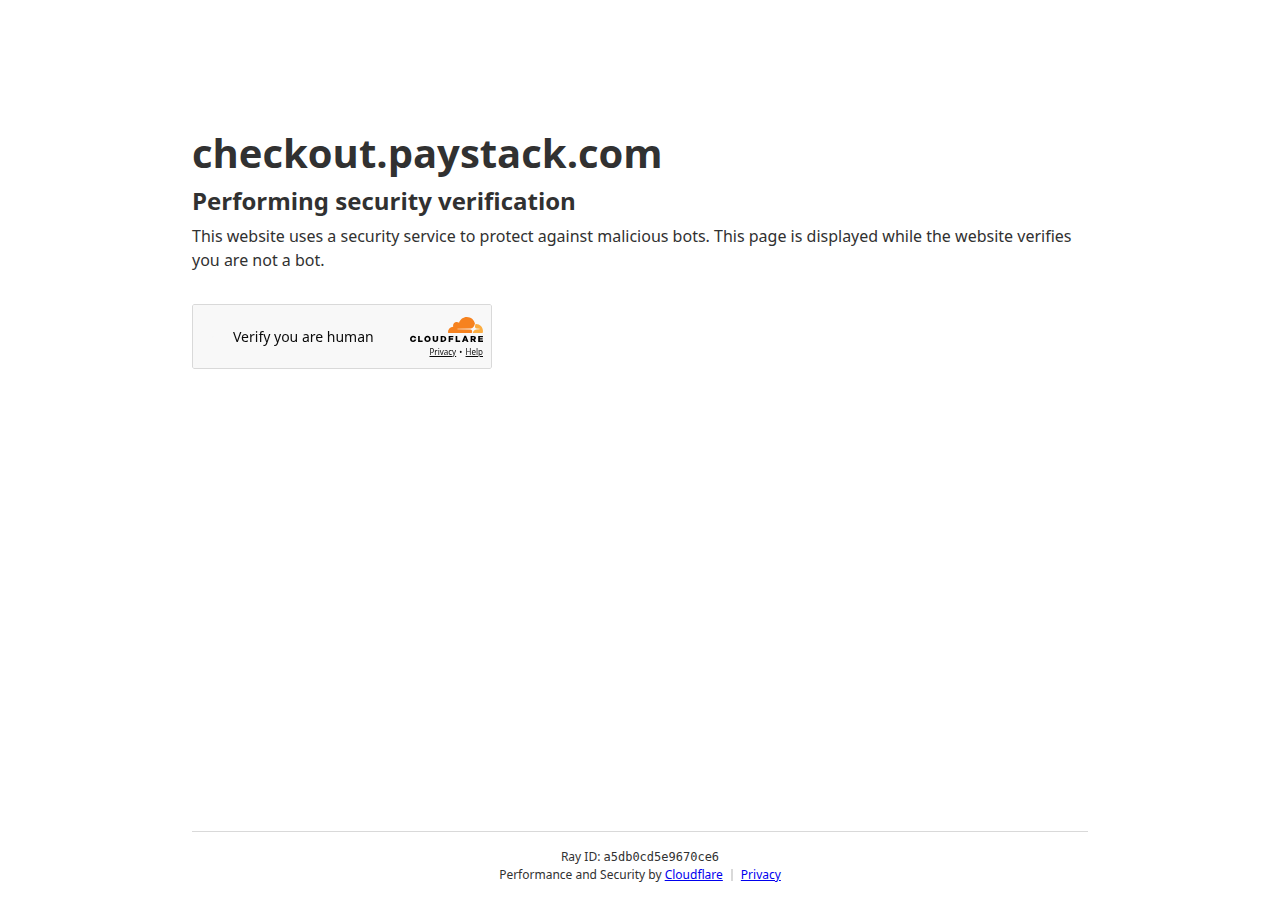 checkout.paystack.com
Performing security verification
This website uses a security service to protect against malicious bots. This page is displayed while the website verifies
you are not a bot.
Verify you are human
CLOUDFLARE
Privacy • Help
Ray ID: a5db0cd5e9670ce6
Performance and Security by Cloudflare | Privacy